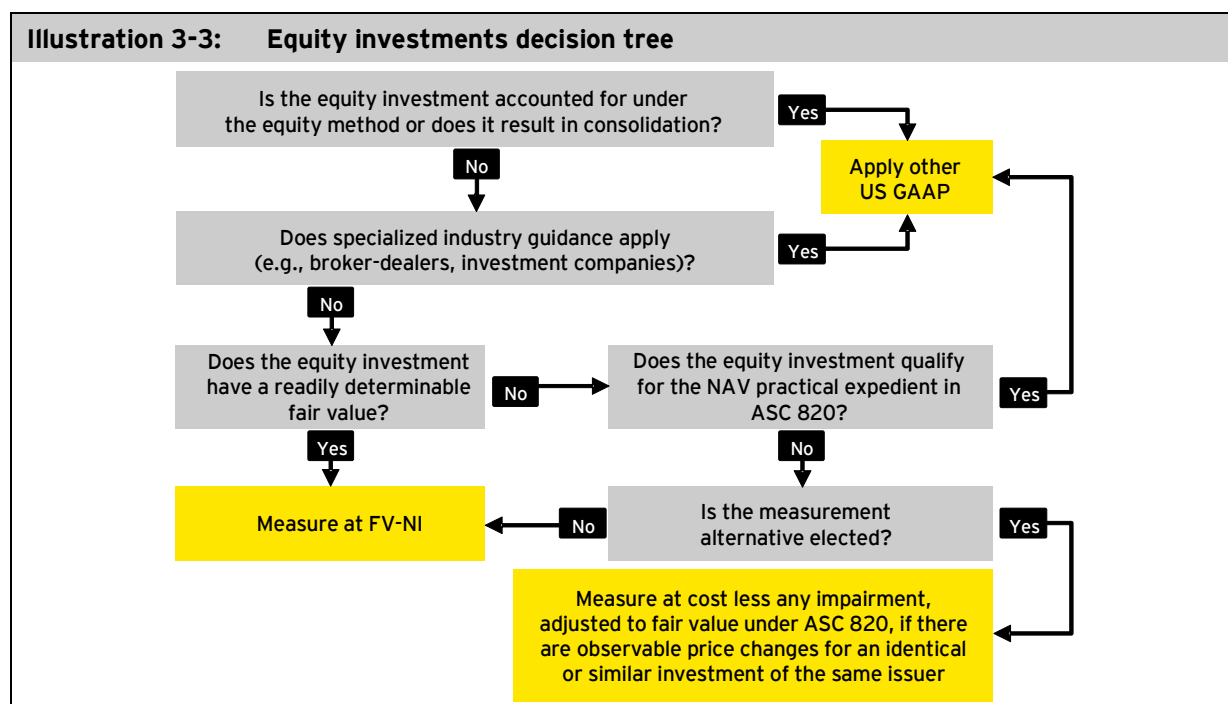 Illustration 3-3: Equity investments decision tree
Is the equity investment accounted for under
the equity method or does it result in consolidation?
Yes
No
Apply other
US GAAP
Does specialized industry guidance apply
(e.g., broker-dealers, investment companies)?
Yes
No
Does the equity investment
have a readily determinable
fair value?
No
Does the equity investment qualify
for the NAV practical expedient in
ASC 820?
Yes
Yes
No
Measure at FV-NI
No
Is the measurement
alternative elected?
Yes
Measure at cost less any impairment,
adjusted to fair value under ASC 820, if there
are observable price changes for an identical
or similar investment of the same issuer